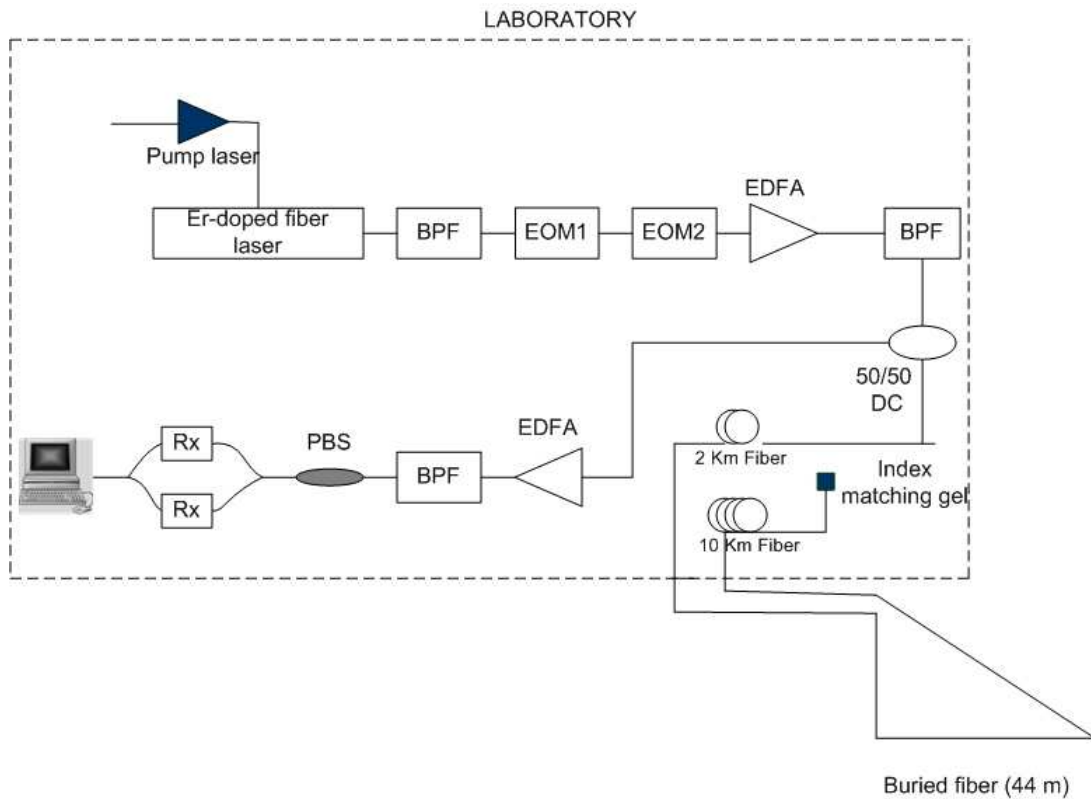 LABORATORY
Pump laser
Er-doped fiber
laser
BPF
EOM1
EOM2
EDFA
BPF
50/50
DC
Rx
Rx
PBS
BPF
EDFA
2 Km Fiber
10 Km Fiber
Index
matching gel
Buried fiber (44 m)